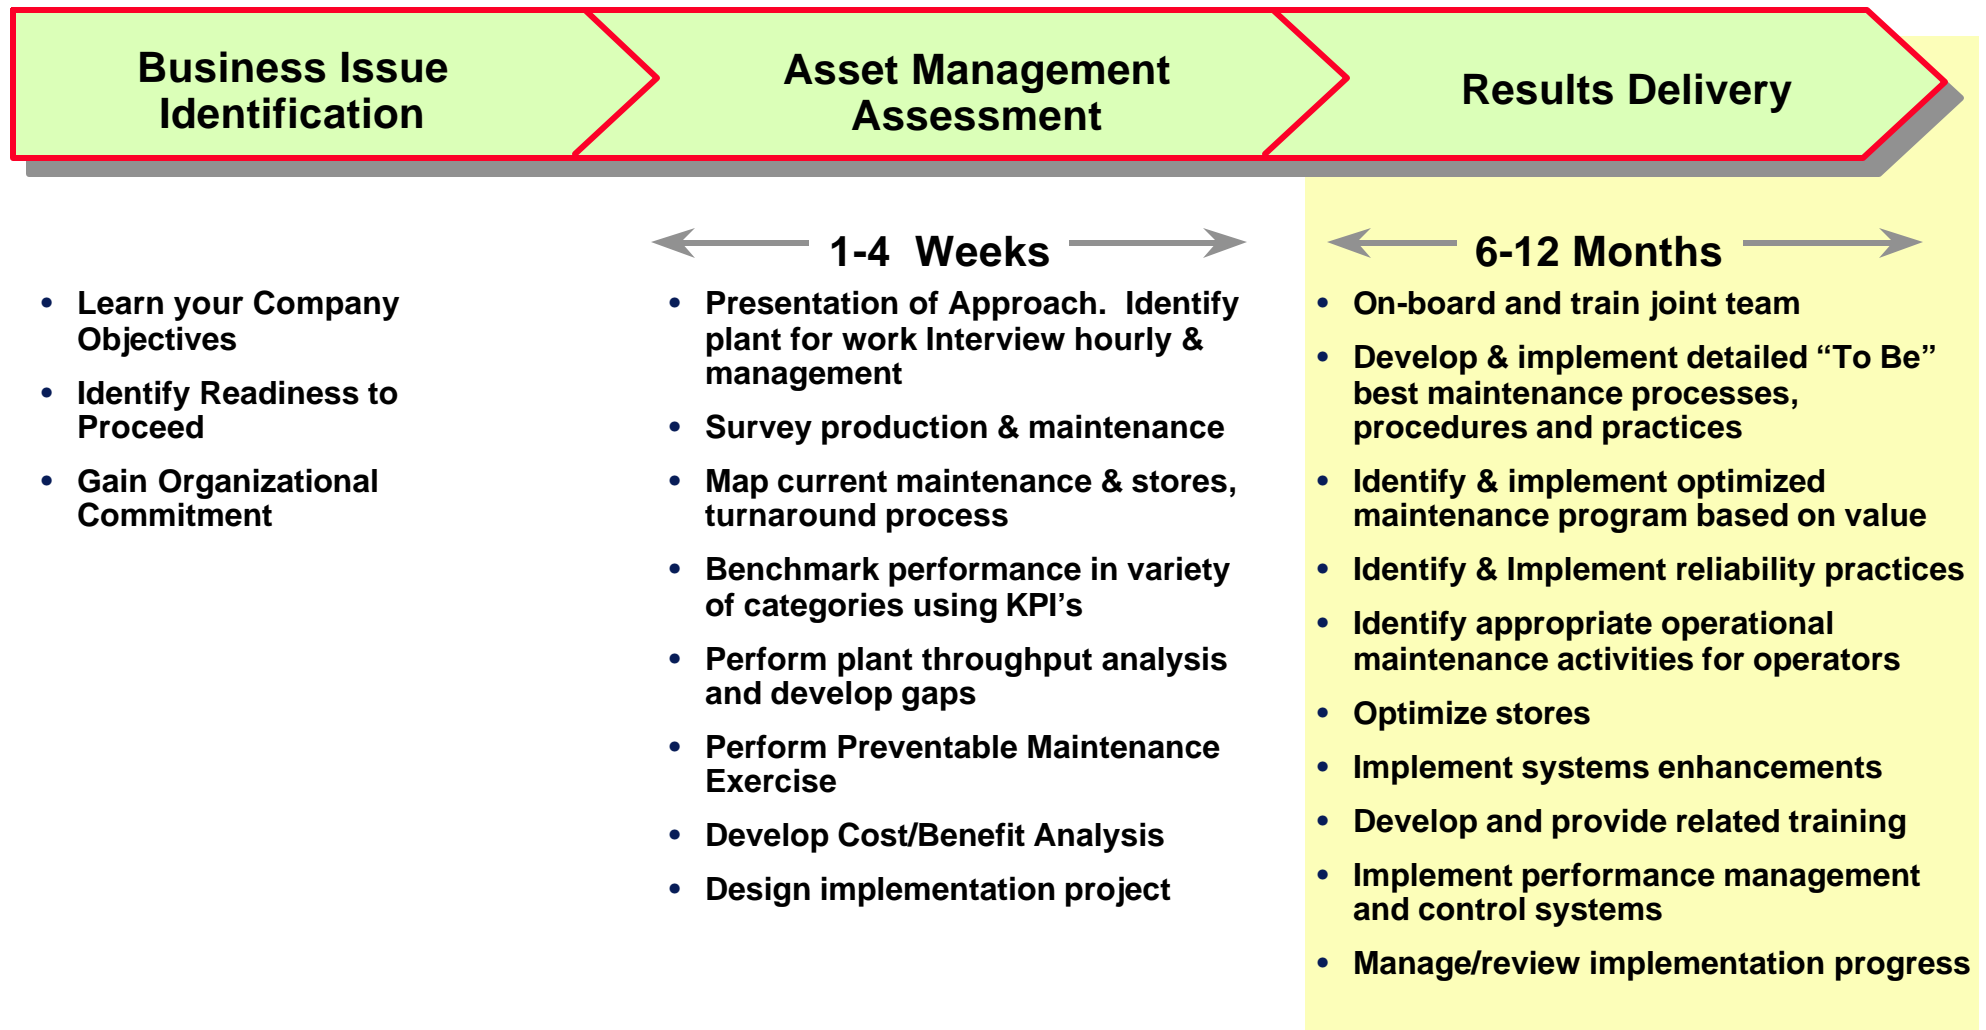 Business Issue
Identification
Asset Management
Assessment
Results Delivery
• Learn your Company
Objectives
• Identify Readiness to
Proceed
• Gain Organizational
Commitment
1-4 Weeks
• Presentation of Approach. Identify
plant for work Interview hourly &
management
• Survey production & maintenance
• Map current maintenance & stores,
turnaround process
• Benchmark performance in variety
of categories using KPI’s
• Perform plant throughput analysis
and develop gaps
• Perform Preventable Maintenance
Exercise
• Develop Cost/Benefit Analysis
• Design implementation project
6-12 Months
• On-board and train joint team
• Develop & implement detailed “To Be”
best maintenance processes,
procedures and practices
• Identify & implement optimized
maintenance program based on value
• Identify & Implement reliability practices
• Identify appropriate operational
maintenance activities for operators
• Optimize stores
• Implement systems enhancements
• Develop and provide related training
• Implement performance management
and control systems
• Manage/review implementation progress